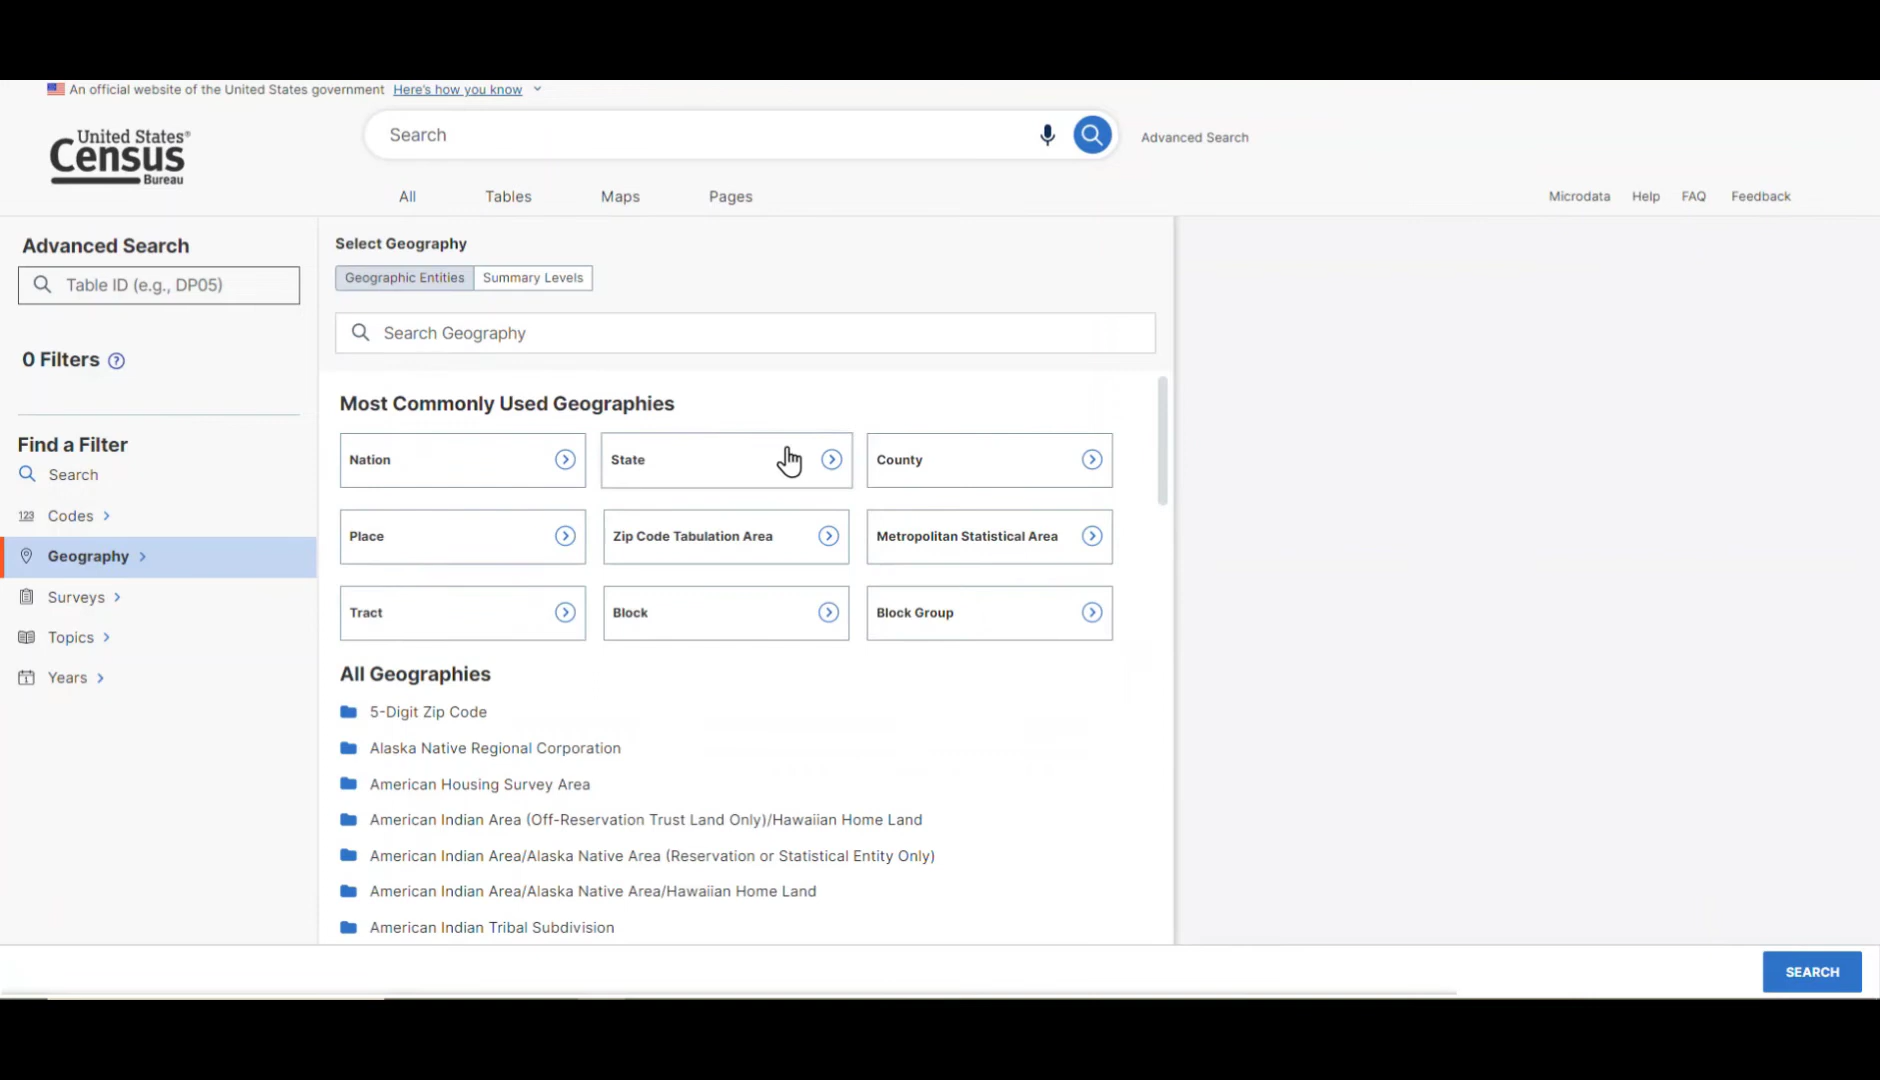 An official website of the United States government Here's how you know
United States®
Census
Bureau
Search
Advanced Search
All Tables Maps Pages
Microdata Help FAQ Feedback
Advanced Search
Table ID (e.g., DP05)
0 Filters ?
Find a Filter
Search
123 Codes
Geography
Surveys
Topics
1 Years
Select Geography
Geographic Entities Summary Levels
Search Geography
Most Commonly Used Geographies
Nation State County
Place Zip Code Tabulation Area Metropolitan Statistical Area
Tract Block Block Group
All Geographies
5-Digit Zip Code
Alaska Native Regional Corporation
American Housing Survey Area
American Indian Area (Off-Reservation Trust Land Only)/Hawaiian Home Land
American Indian Area/Alaska Native Area (Reservation or Statistical Entity Only)
American Indian Area/Alaska Native Area/Hawaiian Home Land
American Indian Tribal Subdivision
SEARCH